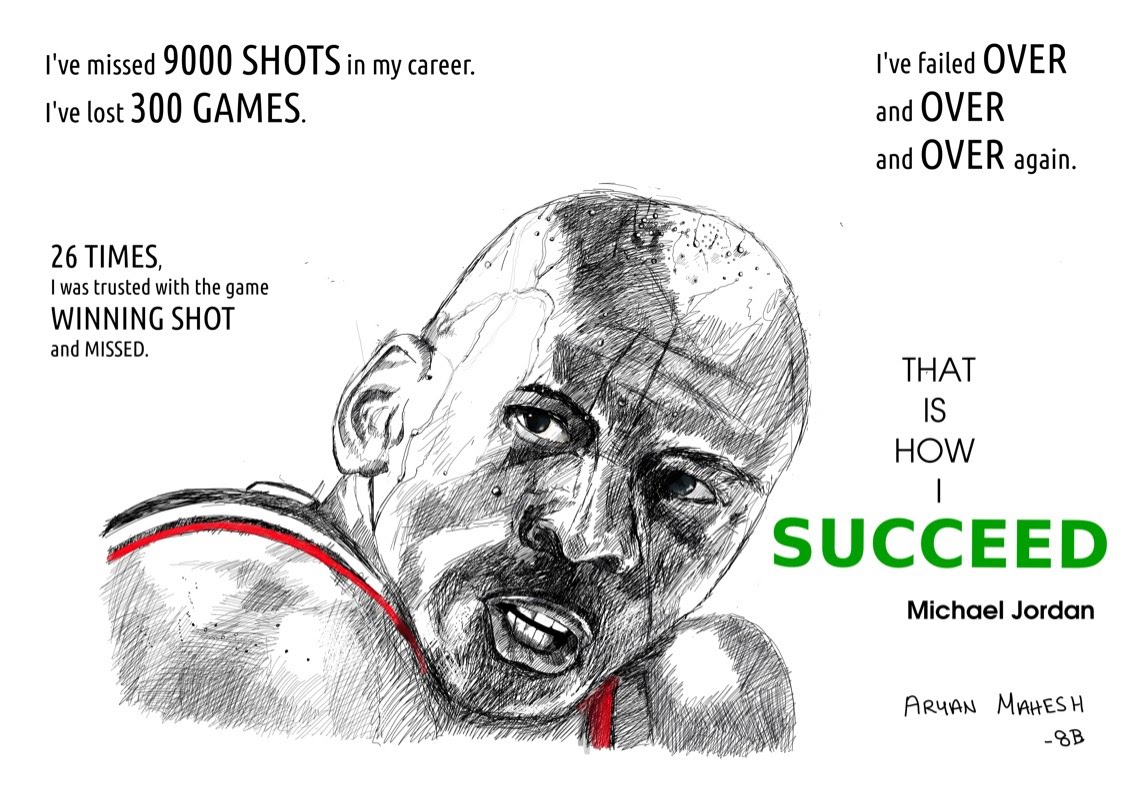 I've missed 9000 SHOTS in my career.
I've lost 300 GAMES.
26 TIMES,
I was trusted with the game
WINNING SHOT
and MISSED.
I've failed OVER
and OVER
and OVER again.
THAT
IS
HOW
I
SUCCEED
Michael Jordan
ARYAN MAHESH
-8B